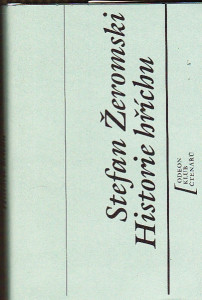 Stefan Žeromski
Historie hříchu
ODEON
KLUB
ČTENÁŘŮ